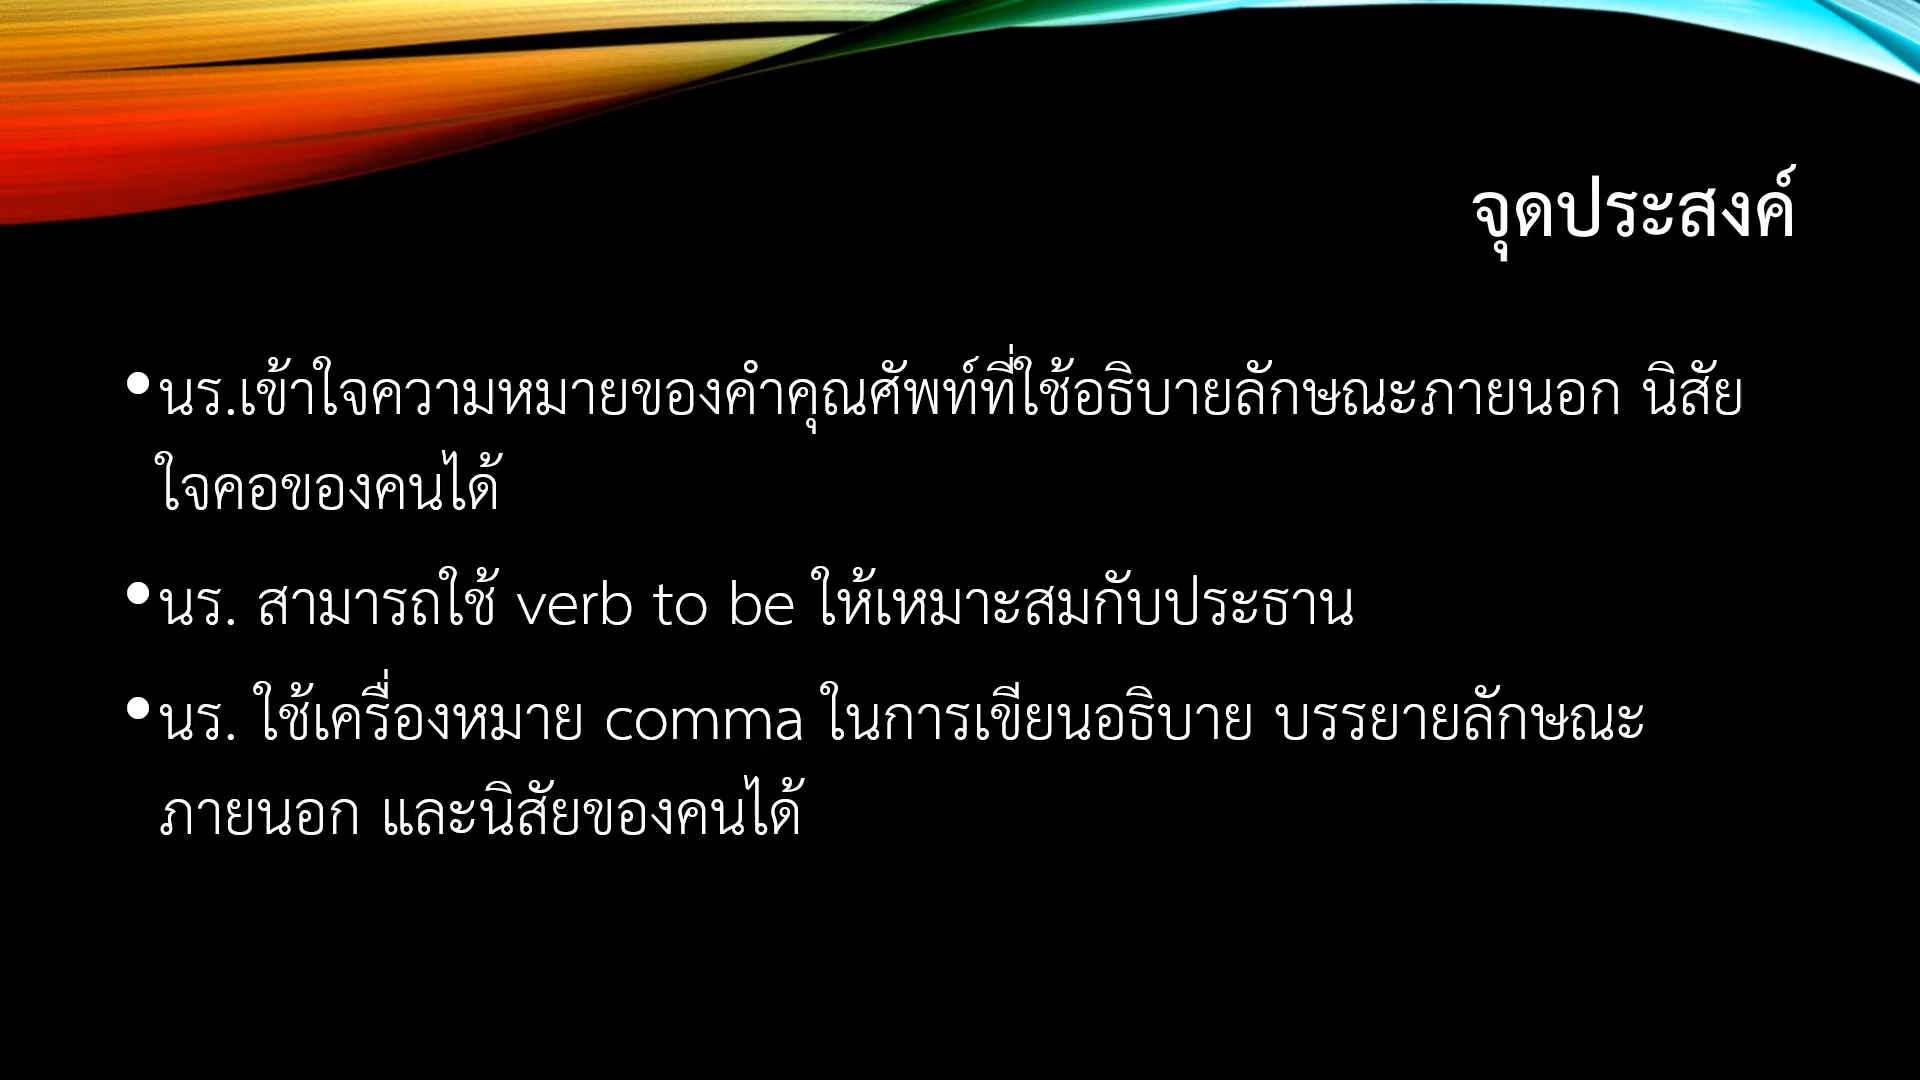 จุดประสงค์
•นร.เข้าใจความหมายของคำคุณศัพท์ที่ใช้อธิบายลักษณะภายนอก นิสัย
ใจคอของคนได้
•นร. สามารถใช้ verb to be ให้เหมาะสมกับประธาน
•นร. ใช้เครื่องหมาย comma ในการเขียนอธิบาย บรรยายลักษณะ
ภายนอก และนิสัยของคนได้